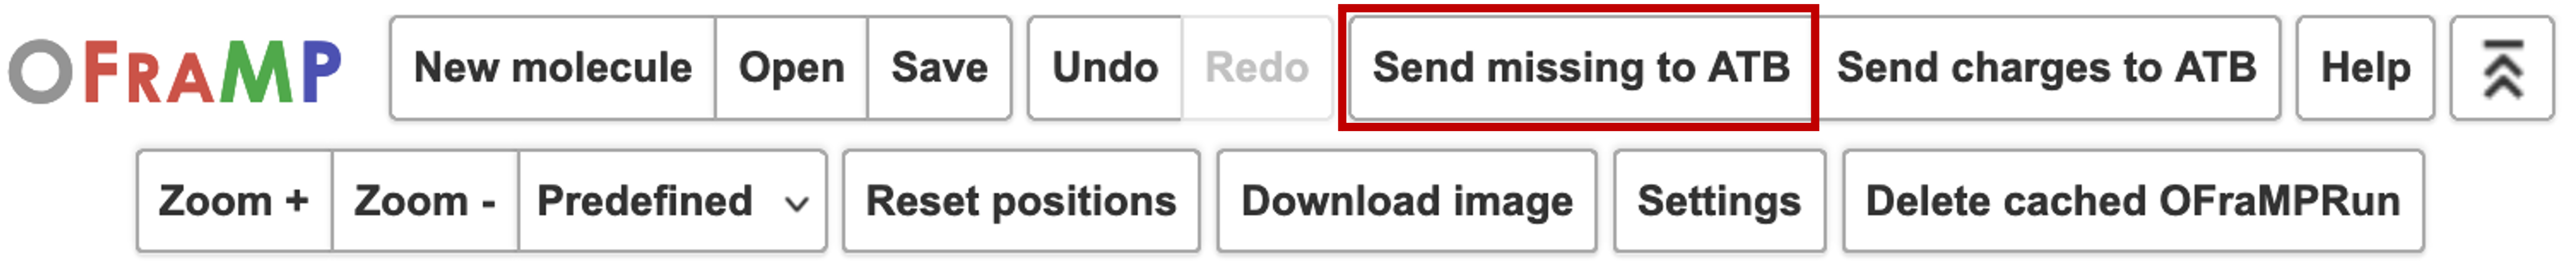 OFRAMP New molecule Open Save Undo Redo Send missing to ATB Send charges to ATB Help
Zoom + Zoom - Predefined Reset positions Download image Settings Delete cached OFraMPRun